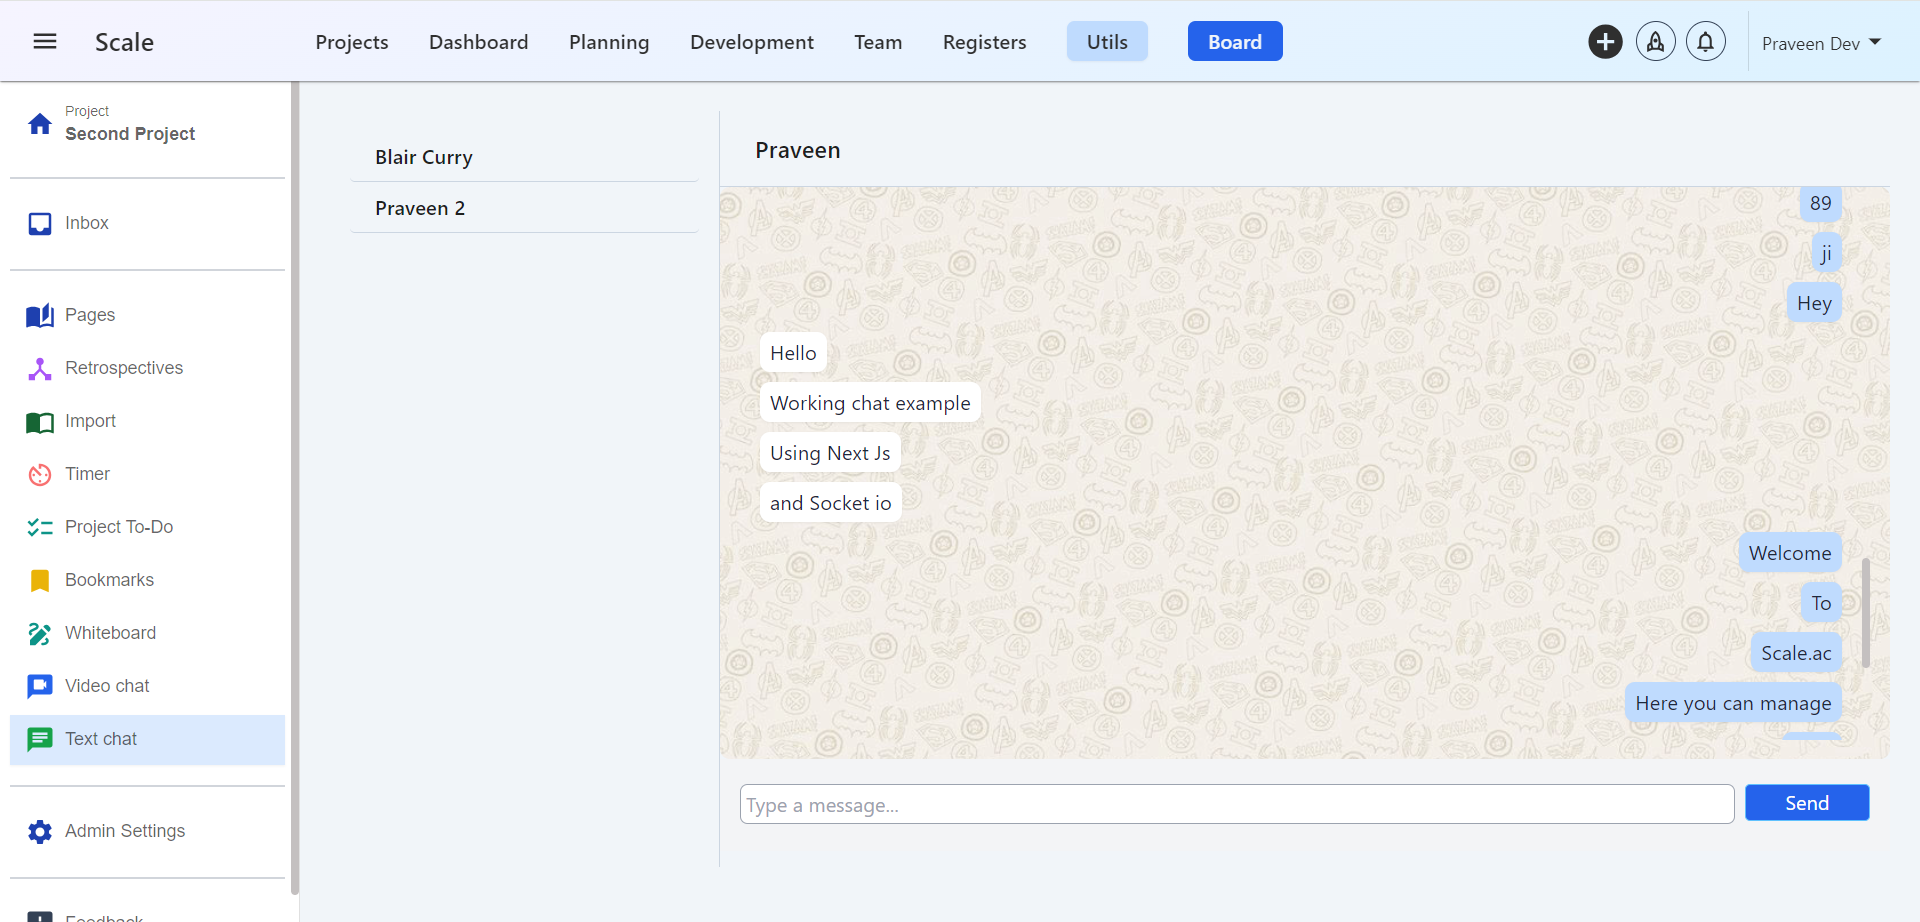 Scale
Projects
Dashboard
Planning
Development
Team
Registers
Utils
Board
Praveen Dev
Project
Second Project
Inbox
Pages
Retrospectives
Import
Timer
Project To-Do
Bookmarks
Whiteboard
Video chat
Text chat
Admin Settings
Feedback
Blair Curry
Praveen 2
Praveen
89
ji
Hey
Hello
Working chat example
Using Next Js
and Socket io
Welcome
To
Scale.ac
Here you can manage
Type a message...
Send